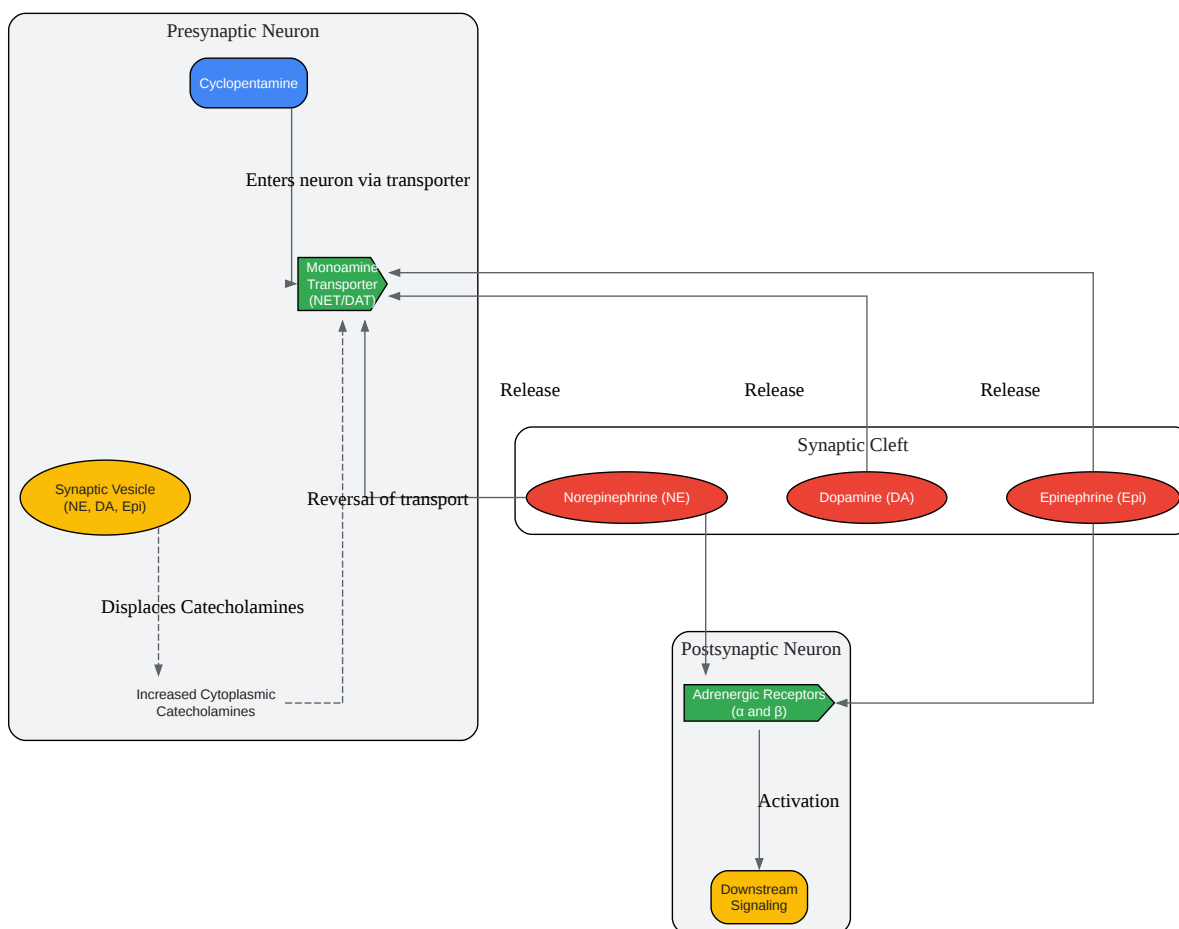 Presynaptic Neuron
Cyclopentamine
Enters neuron via transporter
Monoamine
Transporter
(NET/DAT)
Release
Release
Release
Synaptic Cleft
Synaptic Vesicle
(NE, DA, Epi)
Reversal of transport
Norepinephrine (NE)
Dopamine (DA)
Epinephrine (Epi)
Displaces Catecholamines
Increased Cytoplasmic
Catecholamines
Postsynaptic Neuron
Adrenergic Receptors
(α and β)
Activation
Downstream
Signaling